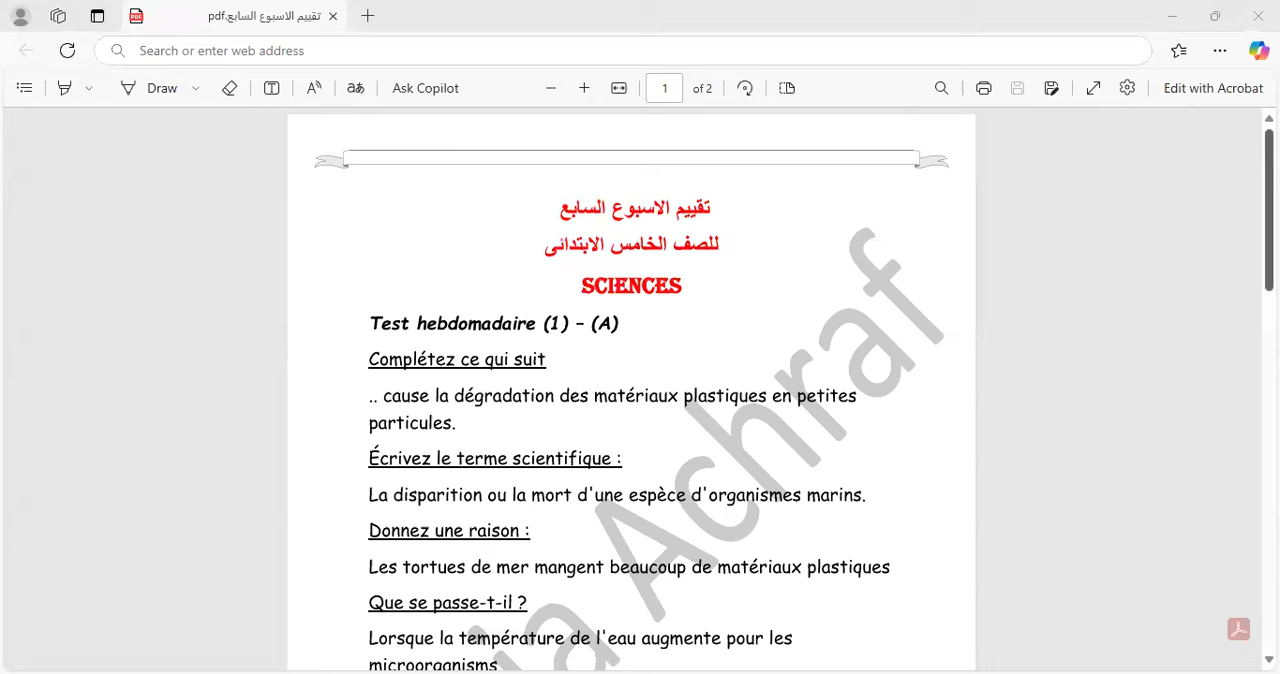 تقييم الاسبوع السابع.pdf
Search or enter web address
Draw
aあ
Ask Copilot
1 of 2
Edit with Acrobat
تقييم الاسبوع السابع
للصف الخامس الابتدائى
SCIENCES
Test hebdomadaire (1) – (A)
Complétez ce qui suit
.. cause la dégradation des matériaux plastiques en petites
particules.
Écrivez le terme scientifique :
La disparition ou la mort d'une espèce d'organismes marins.
Donnez une raison :
Les tortues de mer mangent beaucoup de matériaux plastiques
Que se passe-t-il ?
Lorsque la température de l'eau augmente pour les
microorganisms
Achraf